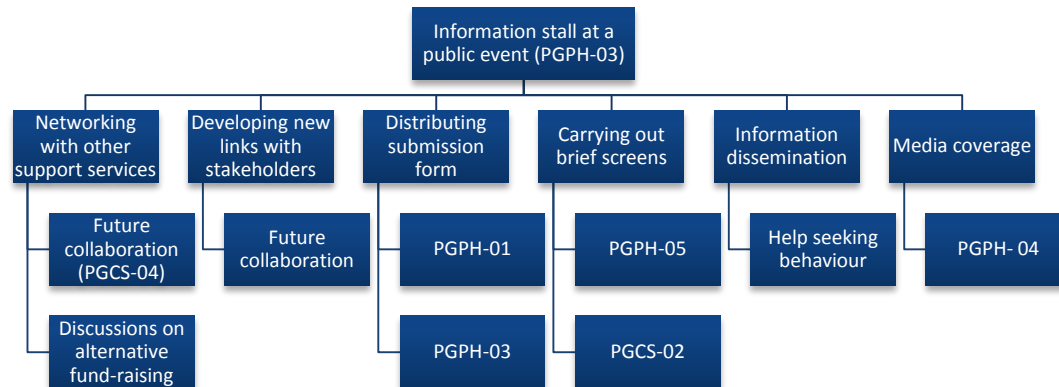 Information stall at a
public event (PGPH-03)
Networking
with other
support services
Developing new
links with
stakeholders
Distributing
submission
form
Carrying out
brief screens
Information
dissemination
Media coverage
Future
collaboration
(PGCS-04)
Future
collaboration
PGPH-01
PGPH-05
Help seeking
behaviour
PGPH- 04
Discussions on
alternative
fund-raising
PGPH-03
PGCS-02